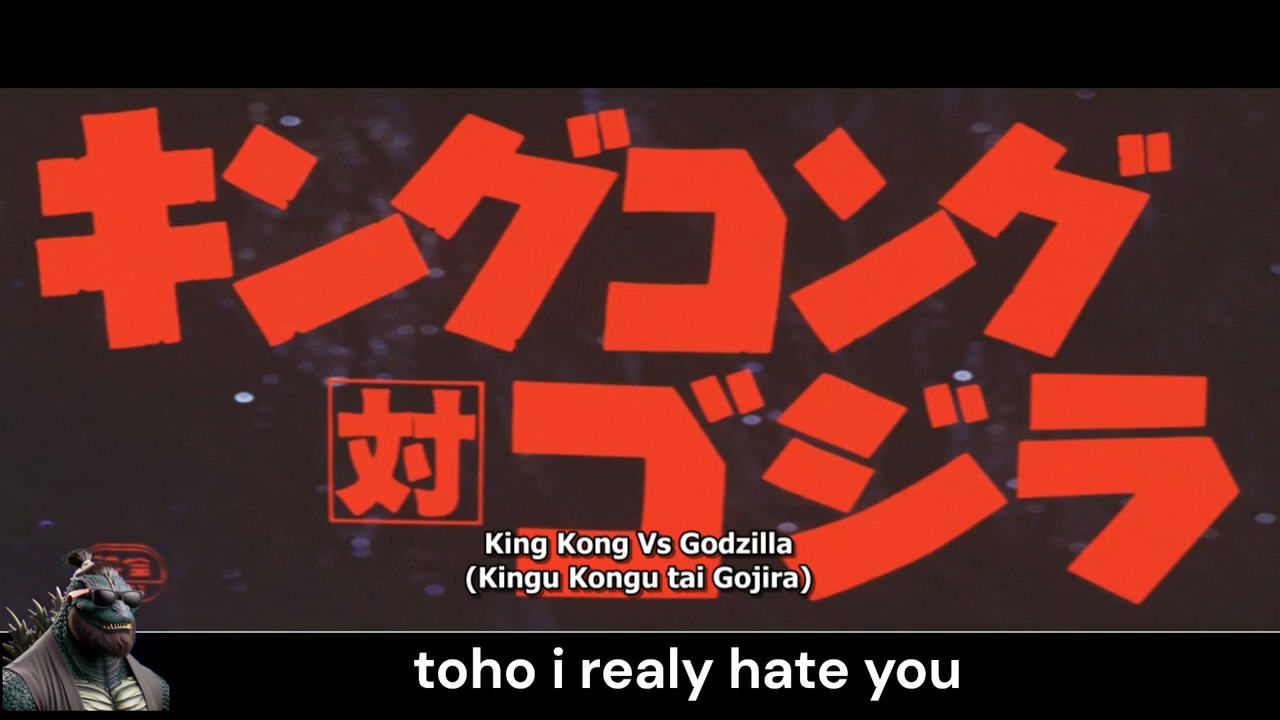 キングコング
対ゴジラ
King Kong Vs Godzilla
(Kingu Kongu tai Gojira)
toho i realy hate you